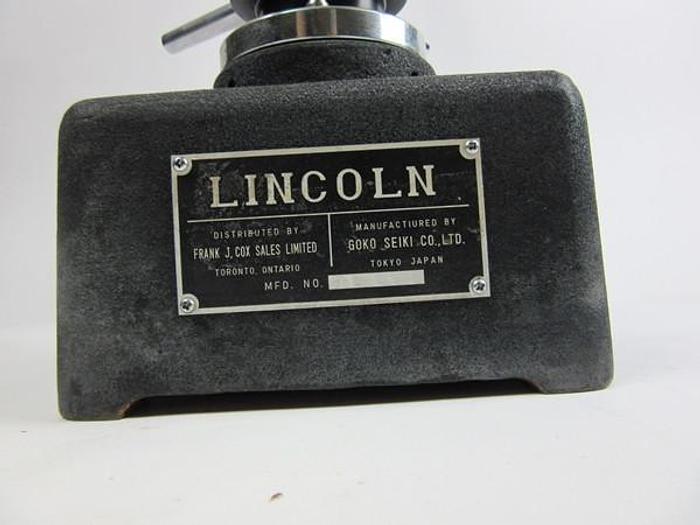 LINCOLN
DISTRIBUTED BY
FRANK J. COX SALES LIMITED
TORONTO, ONTARIO
MANUFACTIURED BY
GOKO SEIKI CO., LTD.
TOKYO JAPAN
MFD. NO.